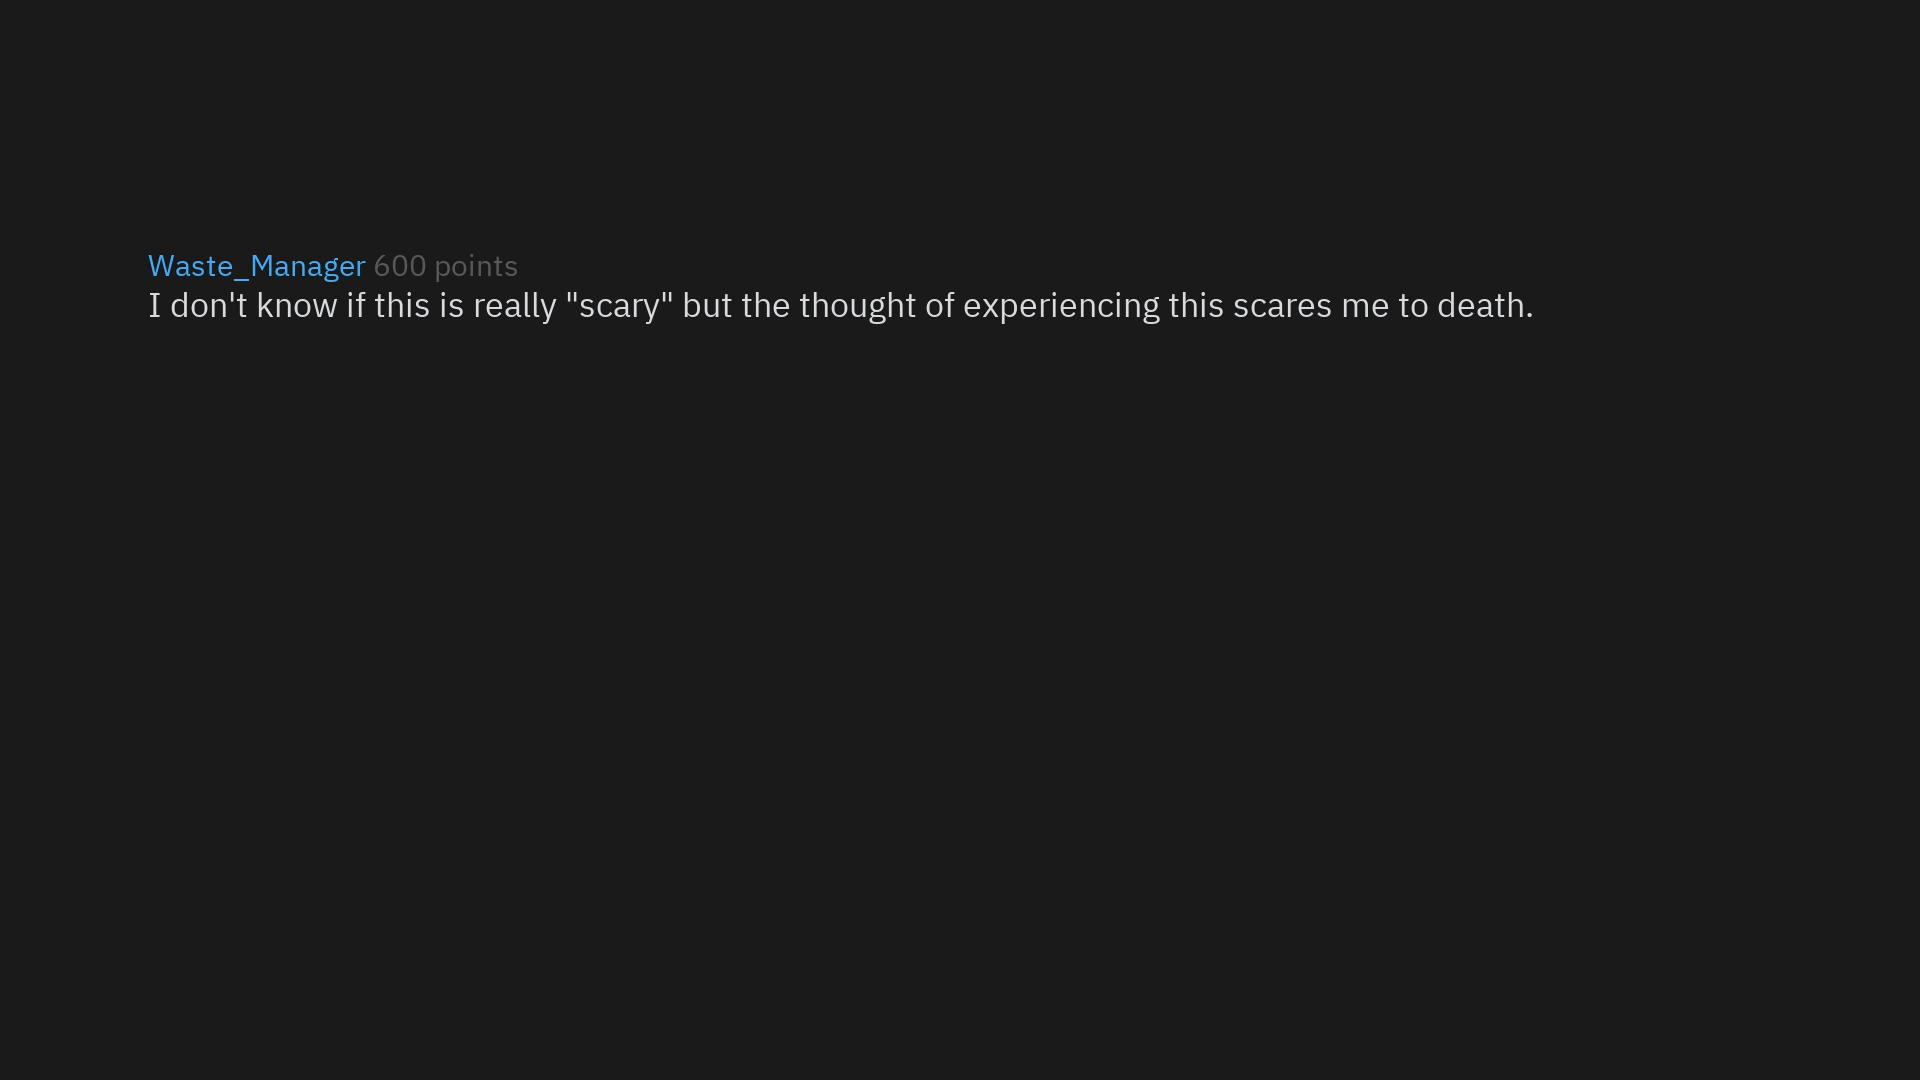 Waste_Manager 600 points
I don't know if this is really "scary" but the thought of experiencing this scares me to death.